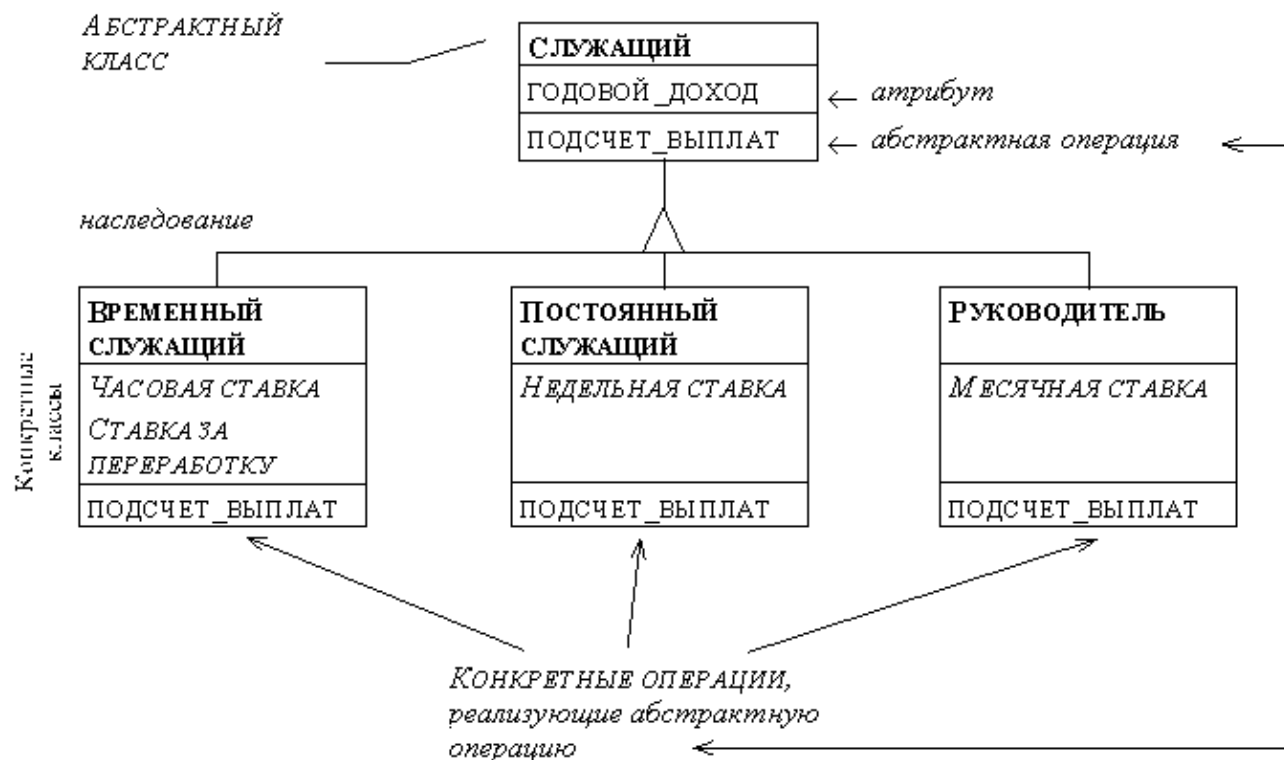 АБСТРАКТНЫЙ
КЛАСС
СЛУЖАЩИЙ
ГОДОВОЙ_ДОХОД
← атрибут
ПОДСЧЕТ_ВЫПЛАТ
← абстрактная операция
наследование
Конкретные
классы
ВРЕМЕННЫЙ
СЛУЖАЩИЙ
ЧАСОВАЯ СТАВКА
СТАВКА ЗА
ПЕРЕРАБОТКУ
ПОДСЧЕТ_ВЫПЛАТ
ПОСТОЯННЫЙ
СЛУЖАЩИЙ
НЕДЕЛЬНАЯ СТАВКА
ПОДСЧЕТ_ВЫПЛАТ
РУКОВОДИТЕЛЬ
МЕСЯЧНАЯ СТАВКА
ПОДСЧЕТ_ВЫПЛАТ
КОНКРЕТНЫЕ ОПЕРАЦИИ,
реализующие абстрактную
операцию